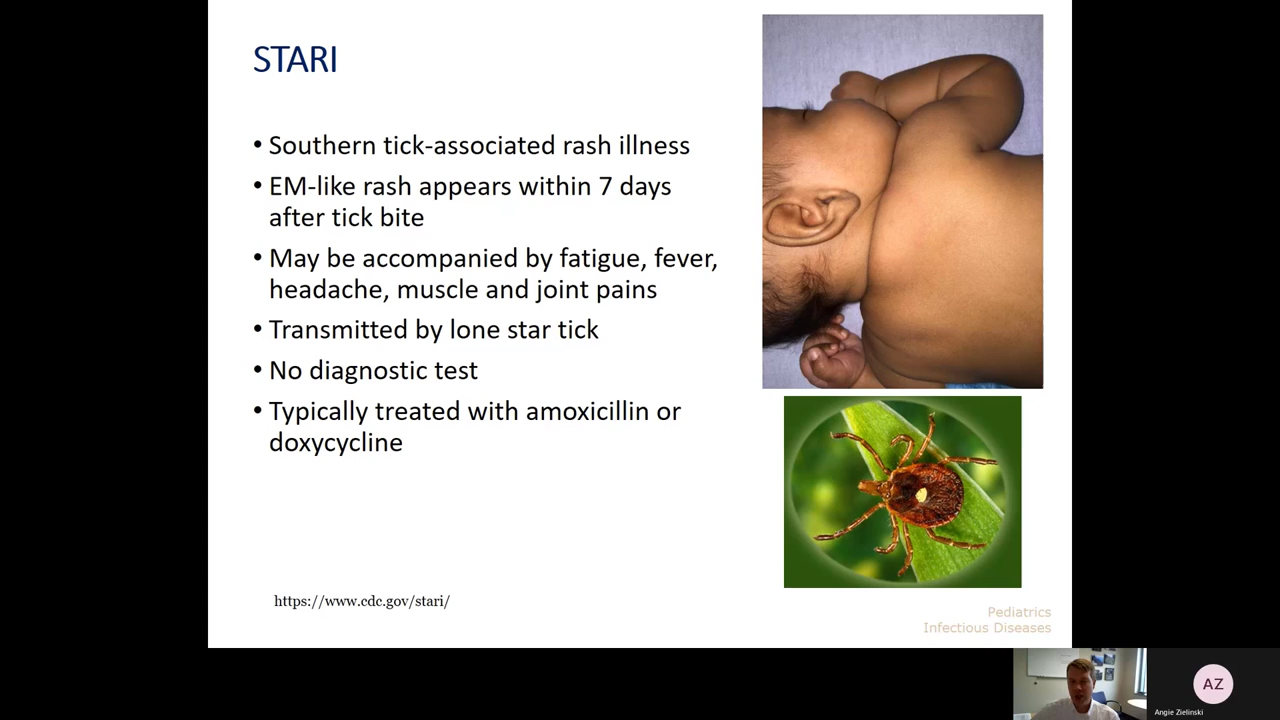 STARI
• Southern tick-associated rash illness
• EM-like rash appears within 7 days
after tick bite
• May be accompanied by fatigue, fever,
headache, muscle and joint pains
• Transmitted by lone star tick
• No diagnostic test
• Typically treated with amoxicillin or
doxycycline
https://www.cdc.gov/stari/
Pediatrics
Infectious Diseases
AZ
Angie Zielinski